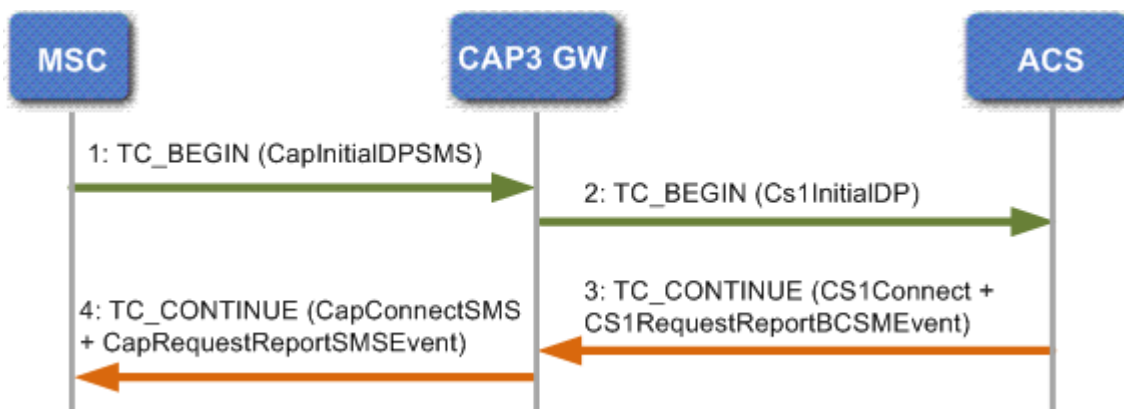 MSC
CAP3 GW
ACS
1: TC_BEGIN (CapInitialDPSMS)
2: TC_BEGIN (Cs1InitialDP)
3: TC_CONTINUE (CS1Connect +
CS1RequestReportBCSMEvent)
4: TC_CONTINUE (CapConnectSMS
+ CapRequestReportSMSEvent)